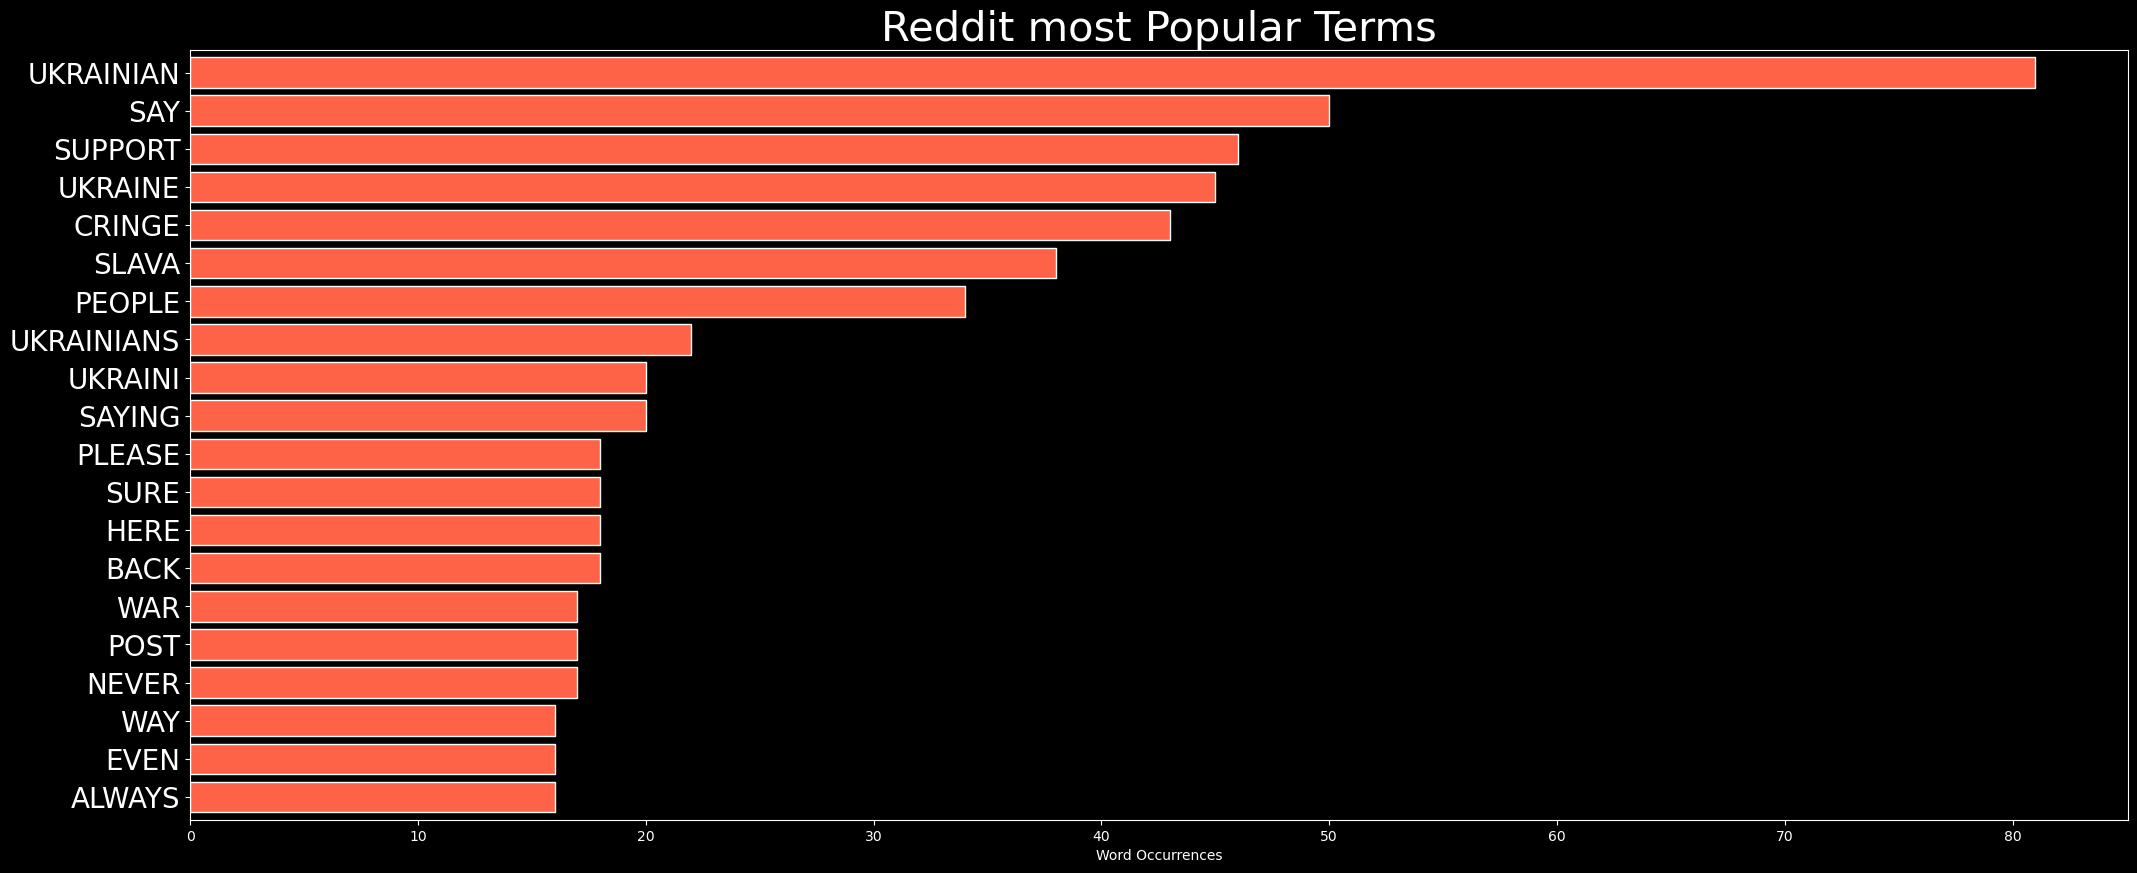 Reddit most Popular Terms
UKRAINIAN
SAY
SUPPORT
UKRAINE
CRINGE
SLAVA
PEOPLE
UKRAINIANS
UKRAINI
SAYING
PLEASE
SURE
HERE
BACK
WAR
POST
NEVER
WAY
EVEN
ALWAYS
0 10 20 30 40 50 60 70 80
Word Occurrences